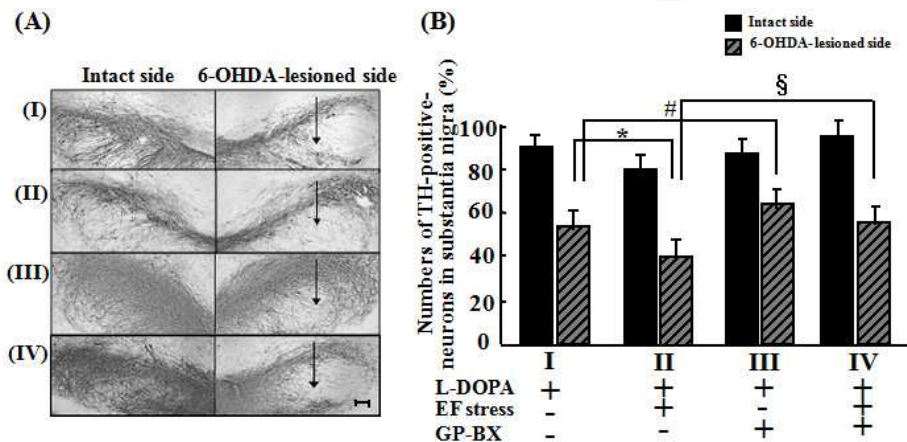 (A)
Intact side 6-OHDA-lesioned side
(I)
(II)
(III)
(IV)
(B)
Intact side
6-OHDA-lesioned side
Numbers of TH-positive-
neurons in substantia nigra (%)
100
80
60
40
20
0
*
#
§
I II III IV
L-DOPA + + + +
EF stress - + - +
GP-BX - - + +